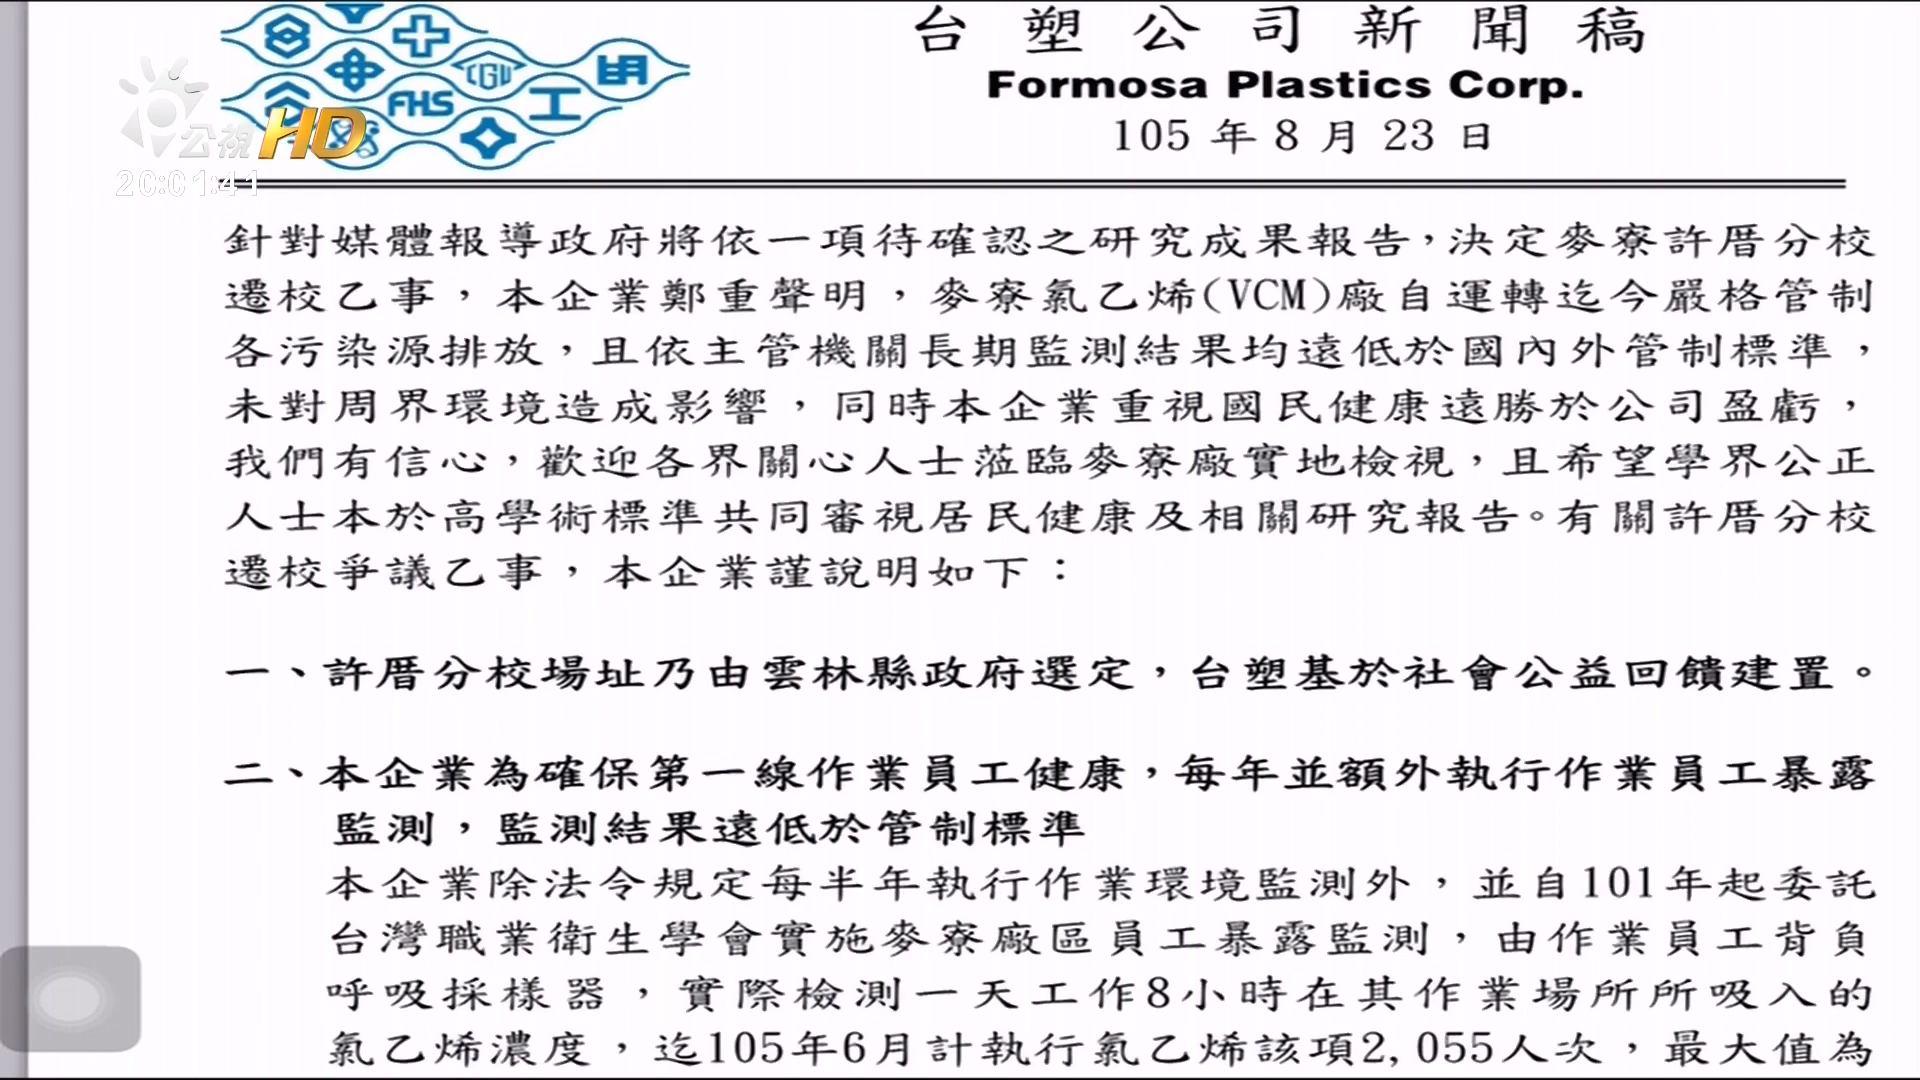 台塑公司新聞稿
Formosa Plastics Corp.
105 年 8 月 23 日
CGU
明
FHS
工
公視HD
20:01:41
針對媒體報導政府將依一項待確認之研究成果報告，決定麥寮許厝分校
遷校乙事，本企業鄭重聲明，麥寮氯乙烯(VCM)廠自運轉迄今嚴格管制
各污染源排放，且依主管機關長期監測結果均遠低於國內外管制標準，
未對周界環境造成影響，同時本企業重視國民健康遠勝於公司盈虧，
我們有信心，歡迎各界關心人士蒞臨麥寮廠實地檢視，且希望學界公正
人士本於高學術標準共同審視居民健康及相關研究報告。有關許厝分校
遷校爭議乙事，本企業謹說明如下：
一、許厝分校場址乃由雲林縣政府選定，台塑基於社會公益回饋建置。
二、本企業為確保第一線作業員工健康，每年並額外執行作業員工暴露
監測，監測結果遠低於管制標準
本企業除法令規定每半年執行作業環境監測外，並自101年起委託
台灣職業衛生學會實施麥寮廠區員工暴露監測，由作業員工背負
呼吸採樣器，實際檢測一天工作8小時在其作業場所所吸入的
氯乙烯濃度，迄105年6月計執行氯乙烯該項2,055人次，最大值為